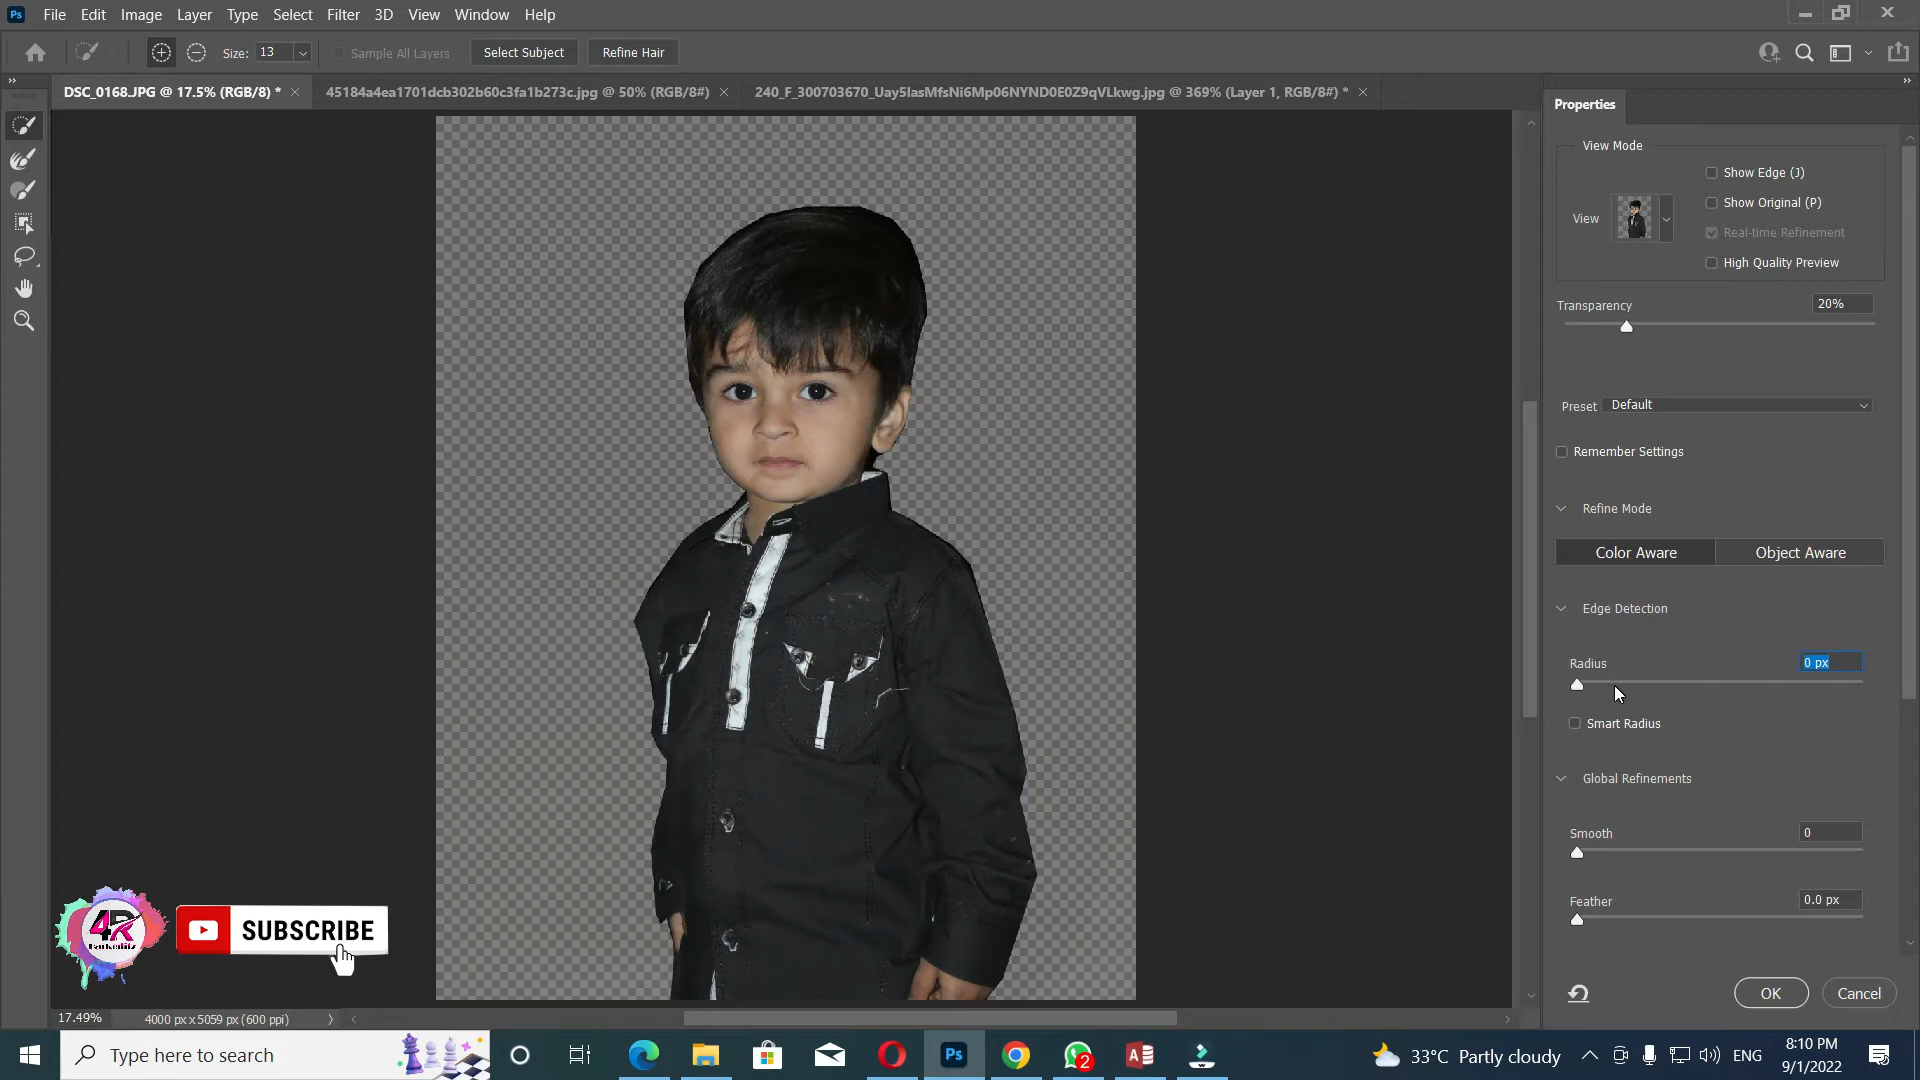 Ps File Edit Image Layer Type Select Filter 3D View Window Help
Size: 13 Sample All Layers Select Subject Refine Hair
DSC_0168.JPG @ 17.5% (RGB/8) * 45184a4ea1701dcb302b60c3fa1b273c.jpg @ 50% (RGB/8#) 240_F_300703670_Uay5IasMfsNi6Mp06NYND0E0Z9qVLkwg.jpg @ 369% (Layer 1, RGB/8#) *
Properties
View Mode
Show Edge (J)
Show Original (P)
View
Real-time Refinement
High Quality Preview
Transparency 20%
Preset Default
Remember Settings
Refine Mode
Color Aware Object Aware
Edge Detection
Radius 0 px
Smart Radius
Global Refinements
Smooth 0
Feather 0.0 px
OK Cancel
4R
SUBSCRIBE
17.49% 4000 px x 5059 px (600 ppi)
Type here to search
Ps
2
33°C Partly cloudy
ENG
8:10 PM
9/1/2022